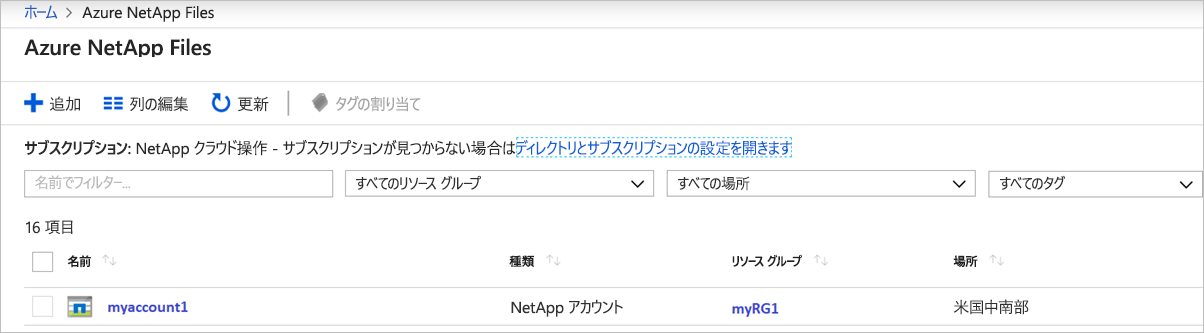 ホーム > Azure NetApp Files
Azure NetApp Files
追加 列の編集 更新 タグの割り当て
サブスクリプション: NetApp クラウド操作 - サブスクリプションが見つからない場合はディレクトリとサブスクリプションの設定を開きます
名前でフィルター... すべてのリソース グループ すべての場所 すべてのタグ
16 項目
名前 ↑↓ 種類 ↑↓ リソース グループ ↑↓ 場所 ↑↓
myaccount1 NetApp アカウント myRG1 米国中南部